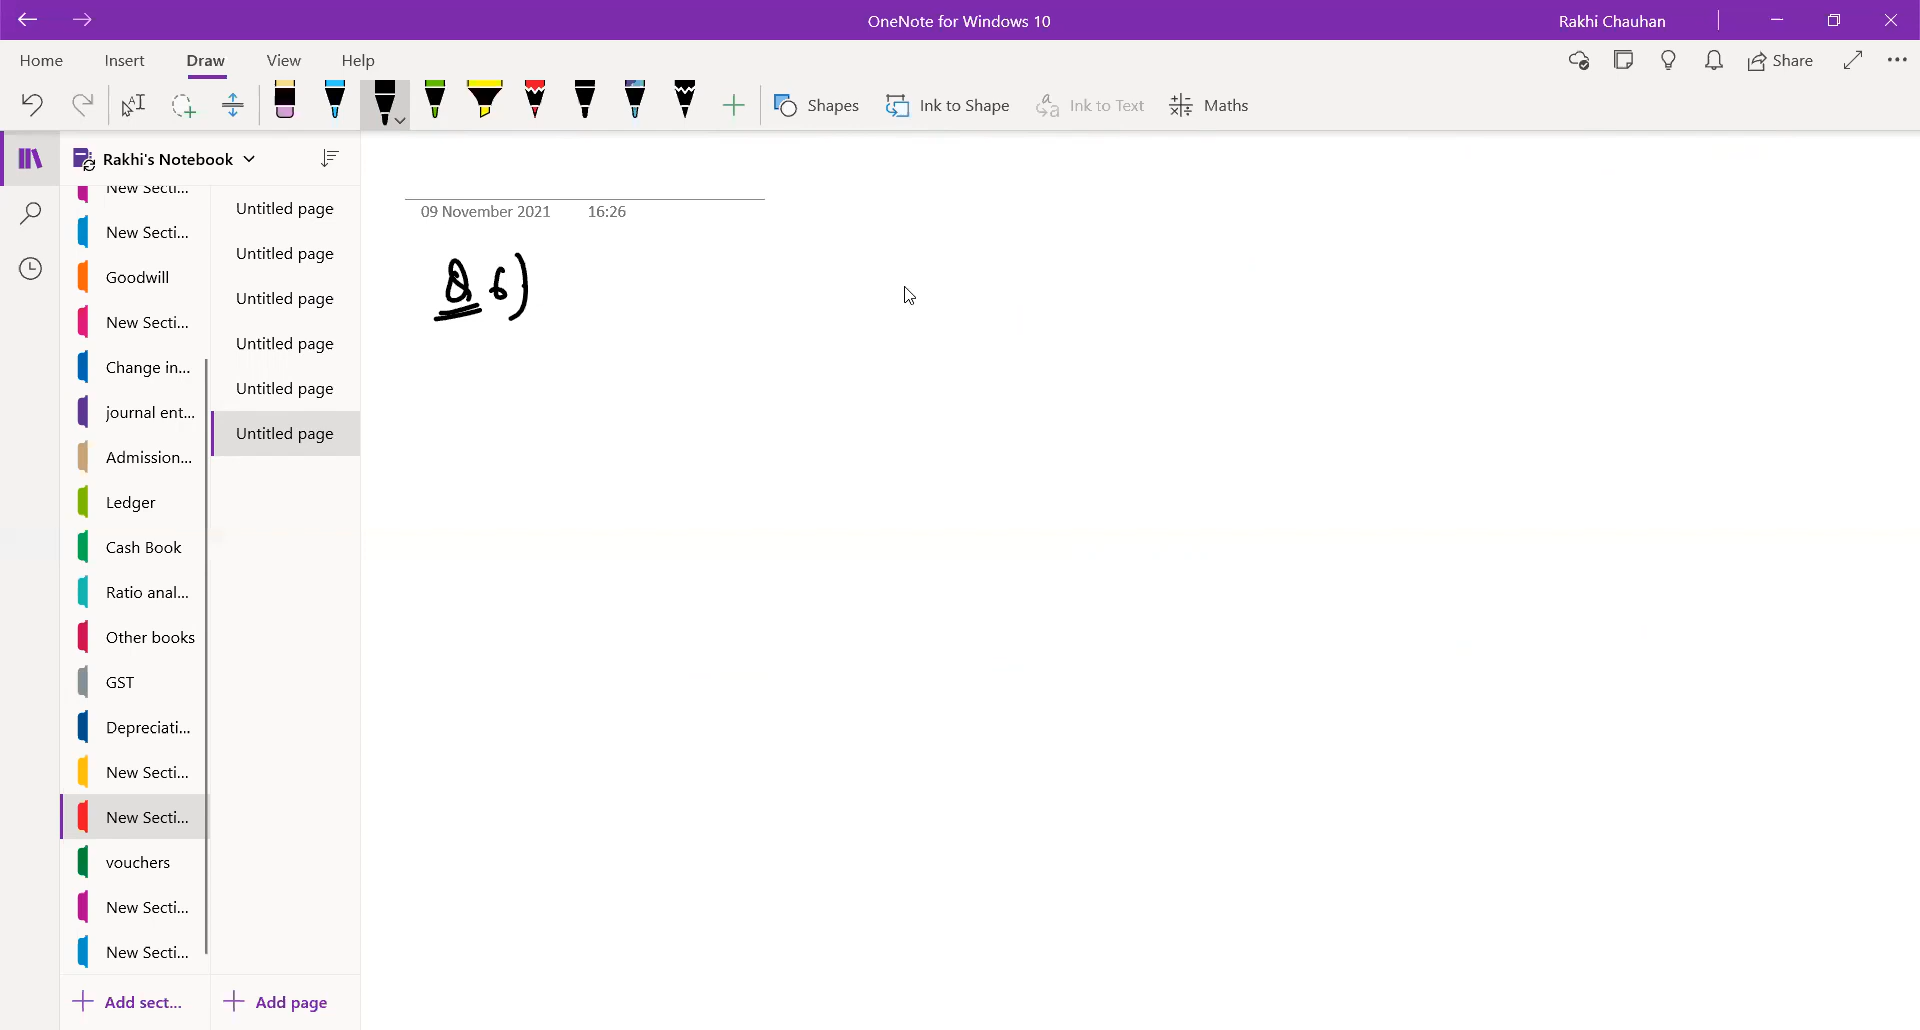 OneNote for Windows 10
Rakhi Chauhan
Home Insert Draw View Help
Share
Shapes Ink to Shape Ink to Text Maths
Rakhi's Notebook
New Secti...
New Secti...
Goodwill
New Secti...
Change in...
journal ent...
Admission...
Ledger
Cash Book
Ratio anal...
Other books
GST
Depreciati...
New Secti...
New Secti...
vouchers
New Secti...
New Secti...
Add sect...
Untitled page
Untitled page
Untitled page
Untitled page
Untitled page
Untitled page
Add page
09 November 2021 16:26
Q 6)